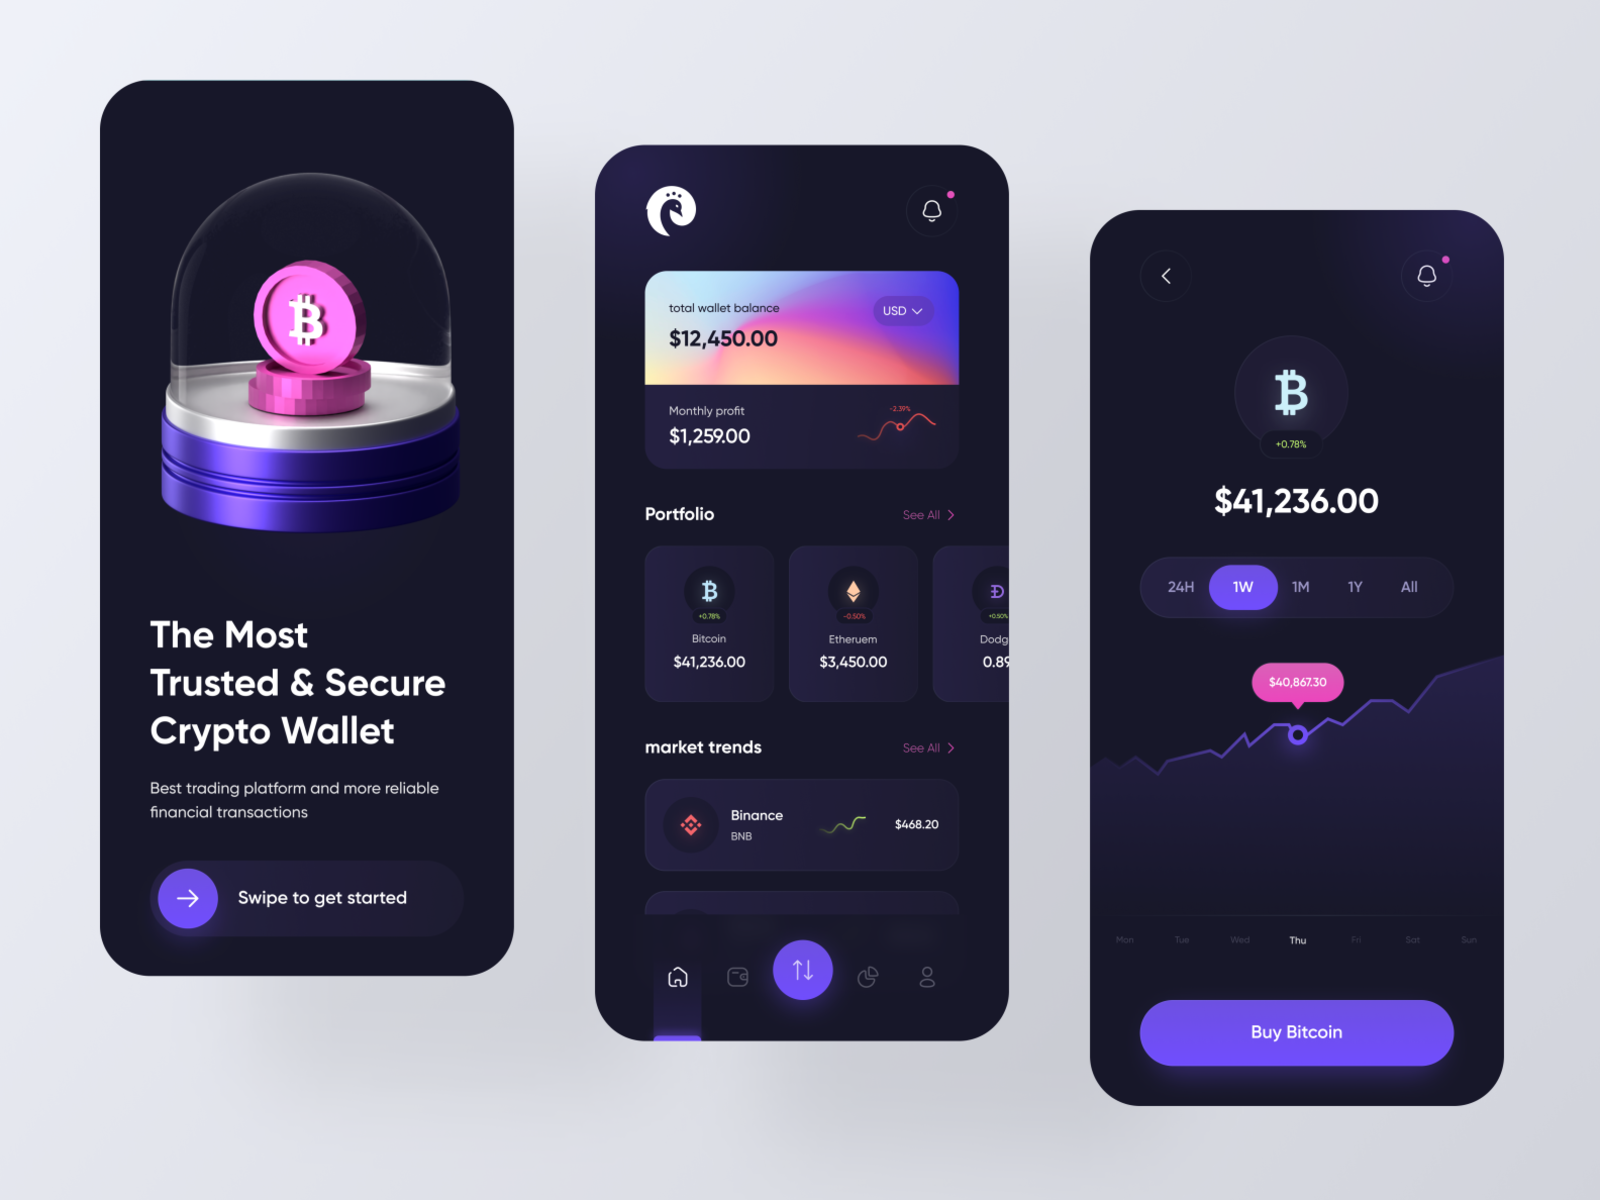 The Most
Trusted & Secure
Crypto Wallet
Best trading platform and more reliable
financial transactions
Swipe to get started
total wallet balance
USD
$12,450.00
Monthly profit
-2.39%
$1,259.00
Portfolio
See All
+0.78%
Bitcoin
$41,236.00
-0.50%
Etheruem
$3,450.00
+0.50%
Dodg
0.89
market trends
See All
Binance
BNB
$468.20
+0.78%
$41,236.00
24H 1W 1M 1Y All
$40,867.30
Mon Tue Wed Thu Fri Sat Sun
Buy Bitcoin